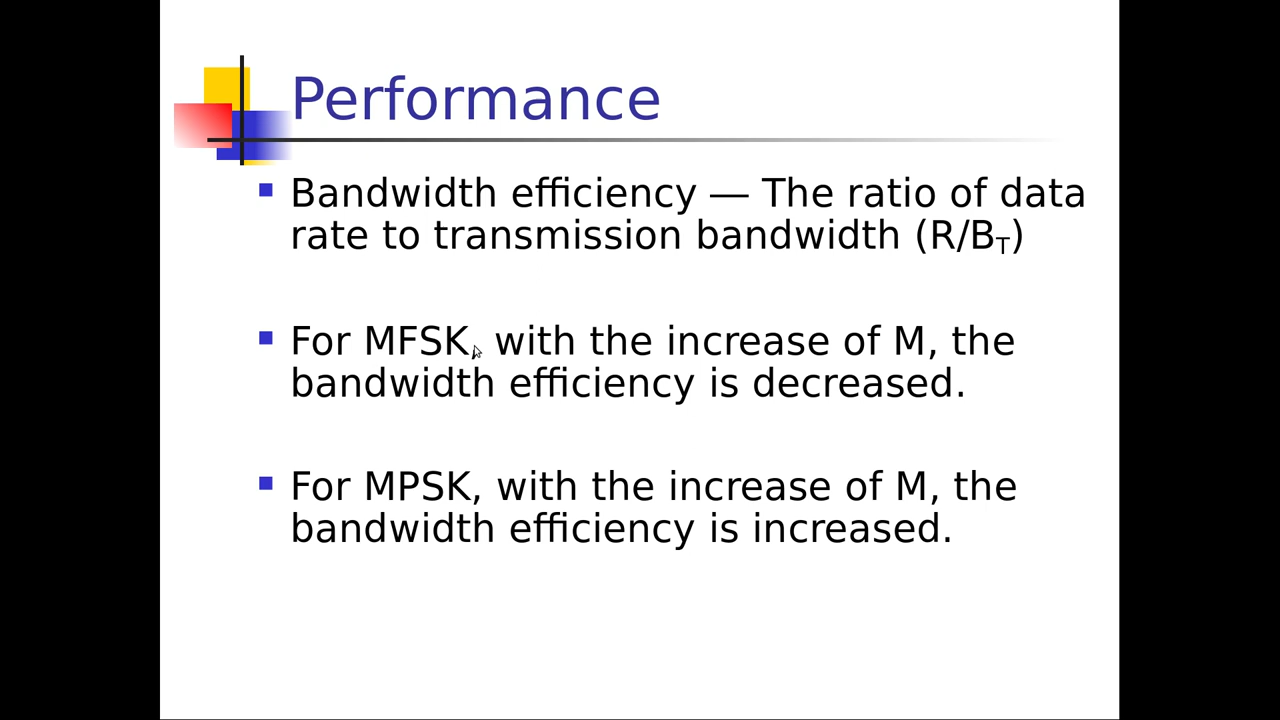 Performance
Bandwidth efficiency — The ratio of data
rate to transmission bandwidth (R/BT)
For MFSK, with the increase of M, the
bandwidth efficiency is decreased.
For MPSK, with the increase of M, the
bandwidth efficiency is increased.